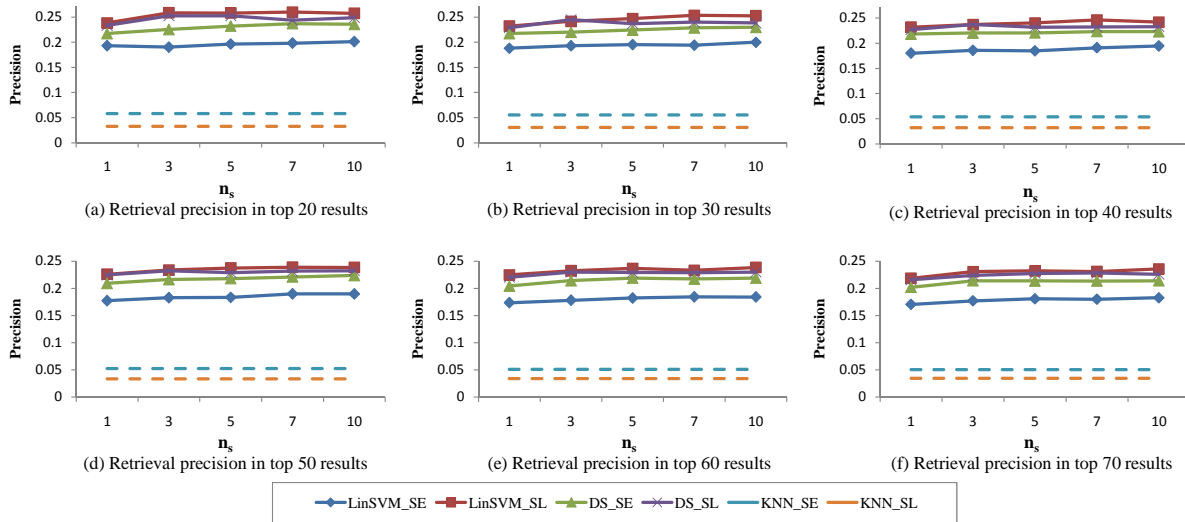 Precision
0.25
0.2
0.15
0.1
0.05
0
1 3 5 7 10
ns
(a) Retrieval precision in top 20 results
Precision
0.25
0.2
0.15
0.1
0.05
0
1 3 5 7 10
ns
(b) Retrieval precision in top 30 results
Precision
0.25
0.2
0.15
0.1
0.05
0
1 3 5 7 10
ns
(c) Retrieval precision in top 40 results
Precision
0.25
0.2
0.15
0.1
0.05
0
1 3 5 7 10
ns
(d) Retrieval precision in top 50 results
Precision
0.25
0.2
0.15
0.1
0.05
0
1 3 5 7 10
ns
(e) Retrieval precision in top 60 results
Precision
0.25
0.2
0.15
0.1
0.05
0
1 3 5 7 10
ns
(f) Retrieval precision in top 70 results
LinSVM_SE LinSVM_SL DS_SE DS_SL KNN_SE KNN_SL